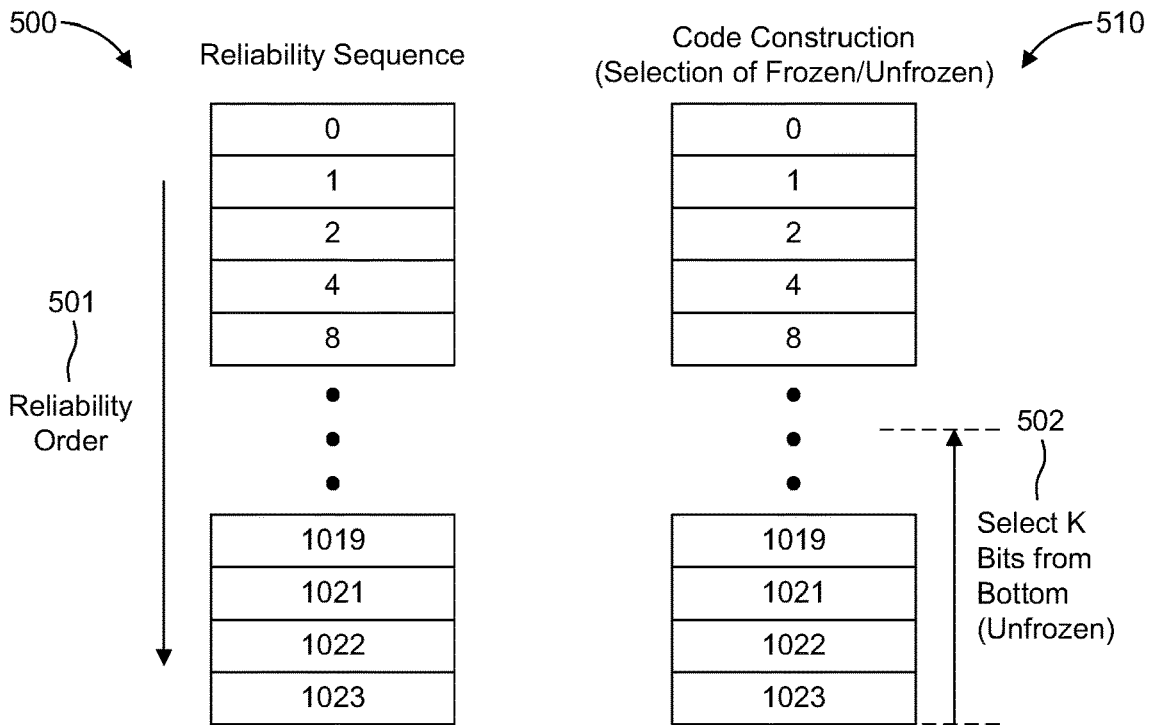 500
510
Reliability Sequence
Code Construction
(Selection of Frozen/Unfrozen)
0
1
2
4
8
1019
1021
1022
1023
0
1
2
4
8
1019
1021
1022
1023
501
Reliability
Order
502
Select K
Bits from
Bottom
(Unfrozen)